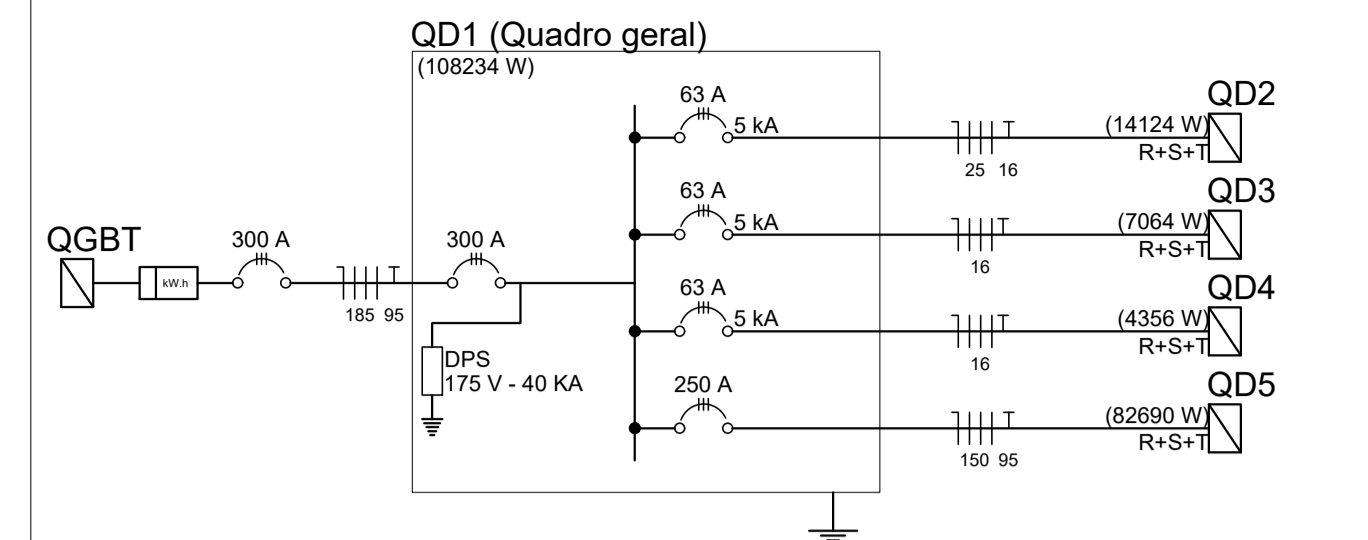 QD1 (Quadro geral)
(108234 W)
QGBT
kW.h
300 A
185 95
300 A
DPS
175 V - 40 KA
63 A
5 kA
25 16
(14124 W)
R+S+T
QD2
63 A
5 kA
16
(7064 W)
R+S+T
QD3
63 A
5 kA
16
(4356 W)
R+S+T
QD4
250 A
150 95
(82690 W)
R+S+T
QD5